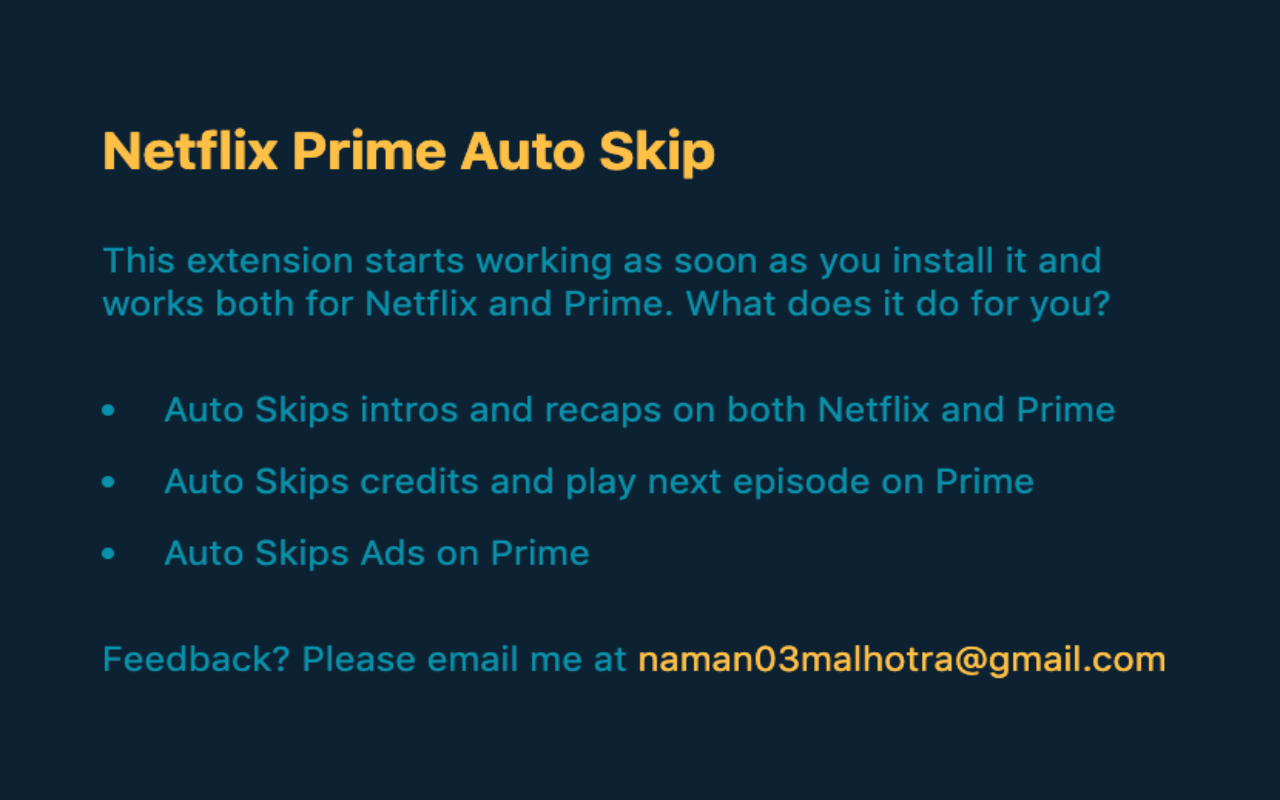 Netflix Prime Auto Skip
This extension starts working as soon as you install it and
works both for Netflix and Prime. What does it do for you?
• Auto Skips intros and recaps on both Netflix and Prime
• Auto Skips credits and play next episode on Prime
• Auto Skips Ads on Prime
Feedback? Please email me at naman03malhotra@gmail.com